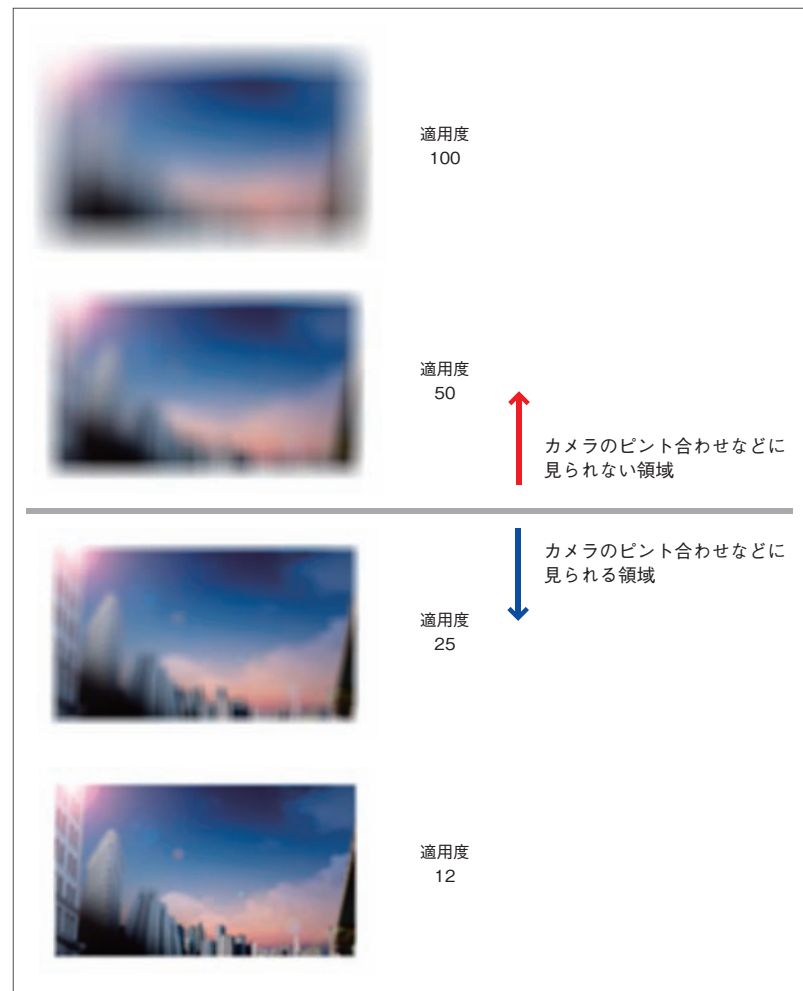 適用度
100
適用度
50
カメラのピント合わせなどに
見られない領域
カメラのピント合わせなどに
見られる領域
適用度
25
適用度
12